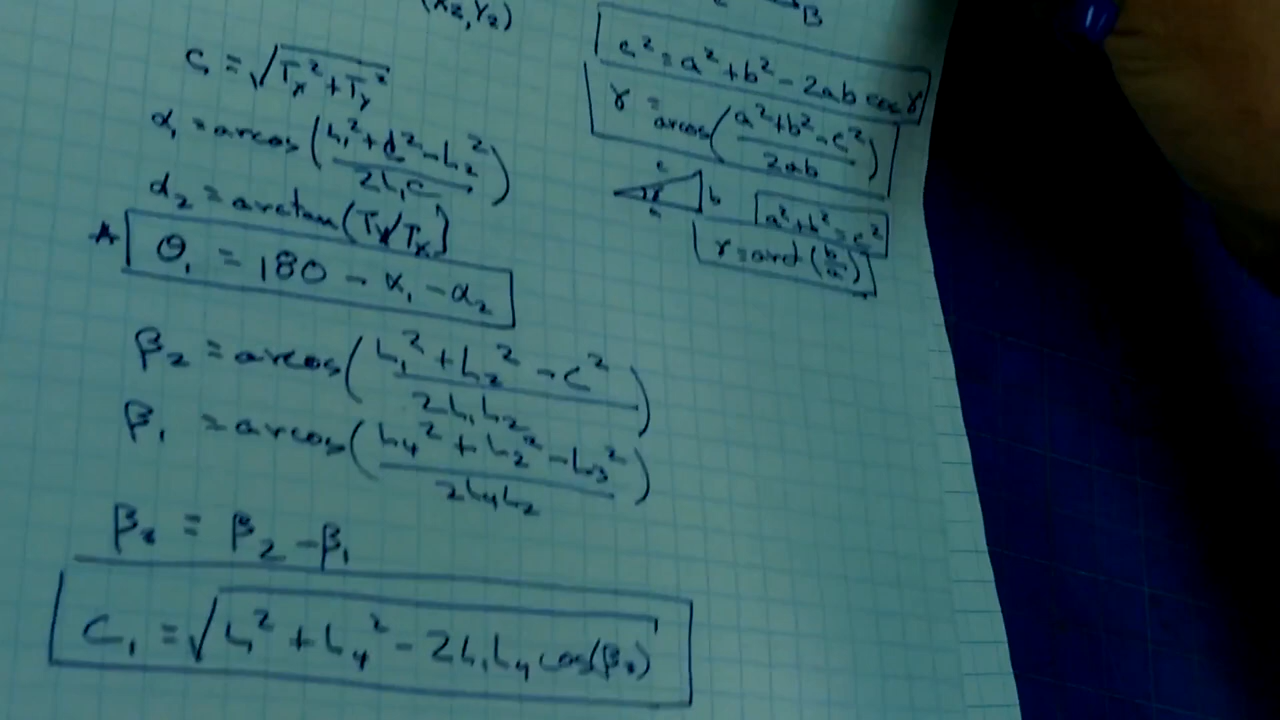 (X₂,Y₂)
B
c = √(Tₓ² + Tᵧ²)
α₁ = arcos((L₁² + c² - L₂²) / 2L₁c)
α₂ = arctan(Tᵧ/Tₓ)
θ₁ = 180 - α₁ - α₂
β₂ = arcos((L₁² + L₂² - c²) / 2L₁L₂)
β₁ = arcos((L₄² + L₂² - L₃²) / 2L₄L₂)
β₃ = β₂ - β₁
C₁ = √(L₁² + L₄² - 2L₁L₄ cos(β₃))
c² = a² + b² - 2ab cos γ
γ = arcos((a² + b² - c²) / 2ab)
c
b
a
a² + b² = c²